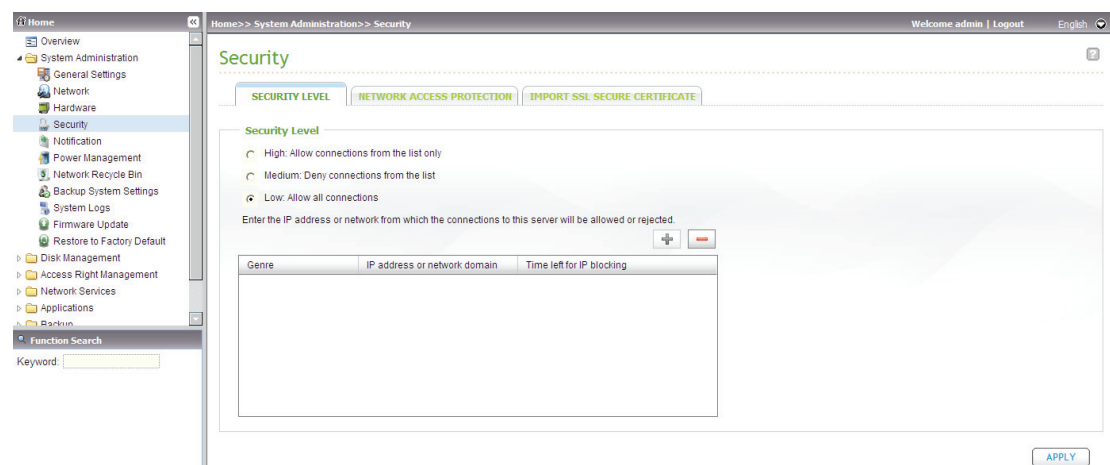 Home
Home>> System Administration>> Security
Welcome admin | Logout
English
Overview
System Administration
General Settings
Network
Hardware
Security
Notification
Power Management
Network Recycle Bin
Backup System Settings
System Logs
Firmware Update
Restore to Factory Default
Disk Management
Access Right Management
Network Services
Applications
Backup
Function Search
Keyword:
Security
SECURITY LEVEL
NETWORK ACCESS PROTECTION
IMPORT SSL SECURE CERTIFICATE
Security Level
High: Allow connections from the list only
Medium: Deny connections from the list
Low: Allow all connections
Enter the IP address or network from which the connections to this server will be allowed or rejected.
Genre
IP address or network domain
Time left for IP blocking
APPLY